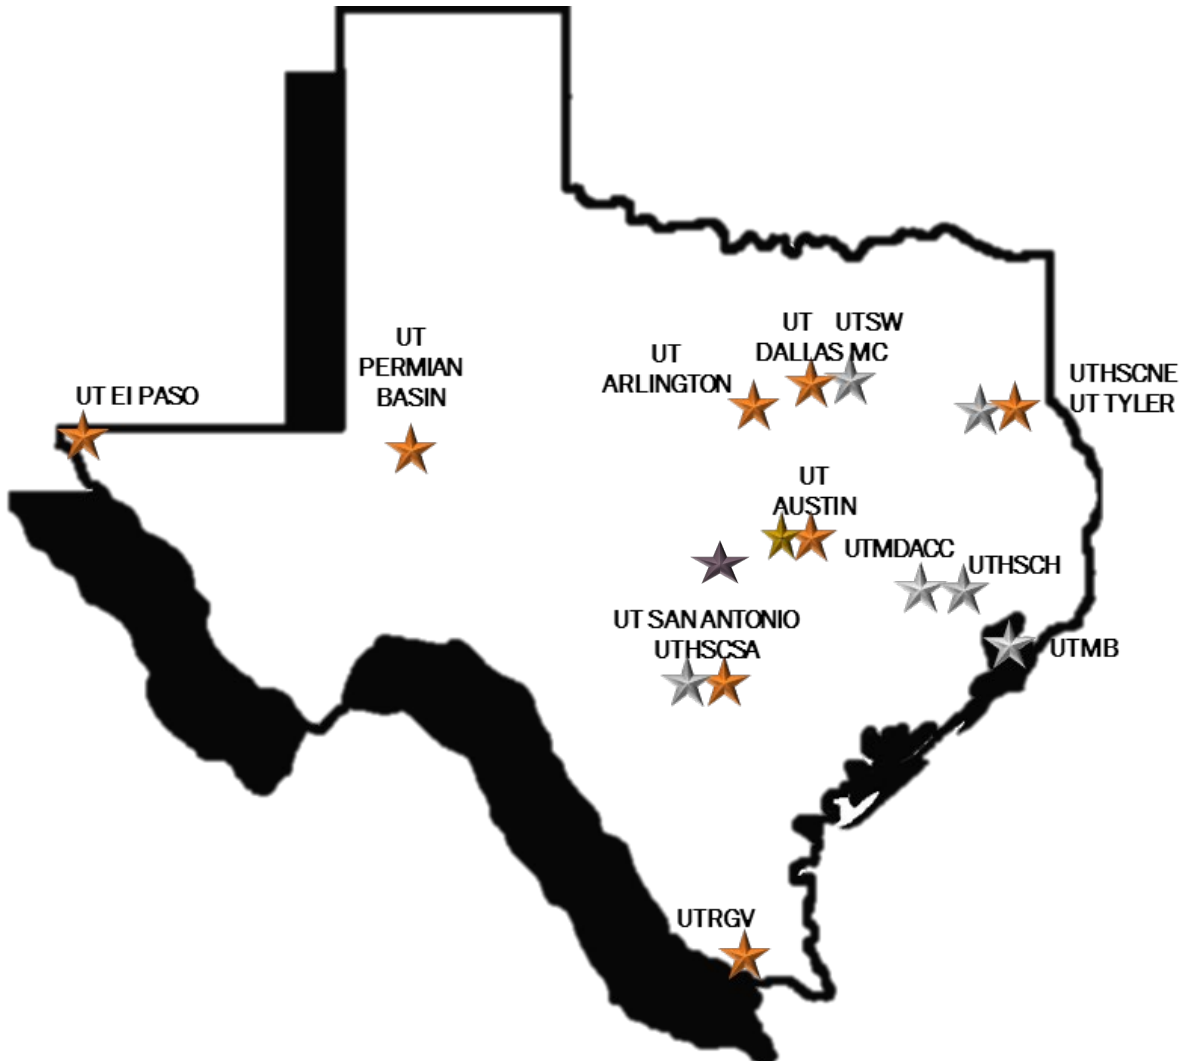 UT
DALLAS
UTSW
MC
UT
PERMIAN
BASIN
UT
ARLINGTON
UTHSCNE
UT TYLER
UT El PASO
UT
AUSTIN
UTMDACC
UTHSCH
UT SAN ANTONIO
UTHSCSA
UTMB
UTRGV